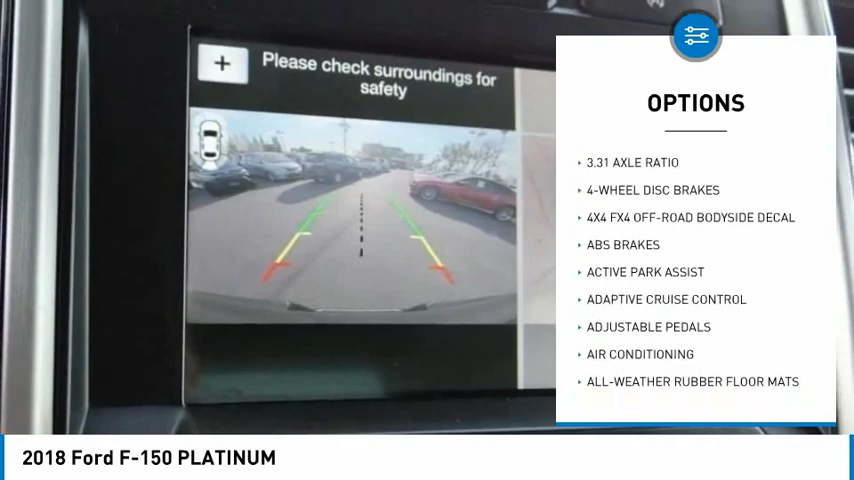 +
Please check surroundings for
safety
OPTIONS
3.31 AXLE RATIO
4-WHEEL DISC BRAKES
4X4 FX4 OFF-ROAD BODYSIDE DECAL
ABS BRAKES
ACTIVE PARK ASSIST
ADAPTIVE CRUISE CONTROL
ADJUSTABLE PEDALS
AIR CONDITIONING
ALL-WEATHER RUBBER FLOOR MATS
2018 Ford F-150 PLATINUM